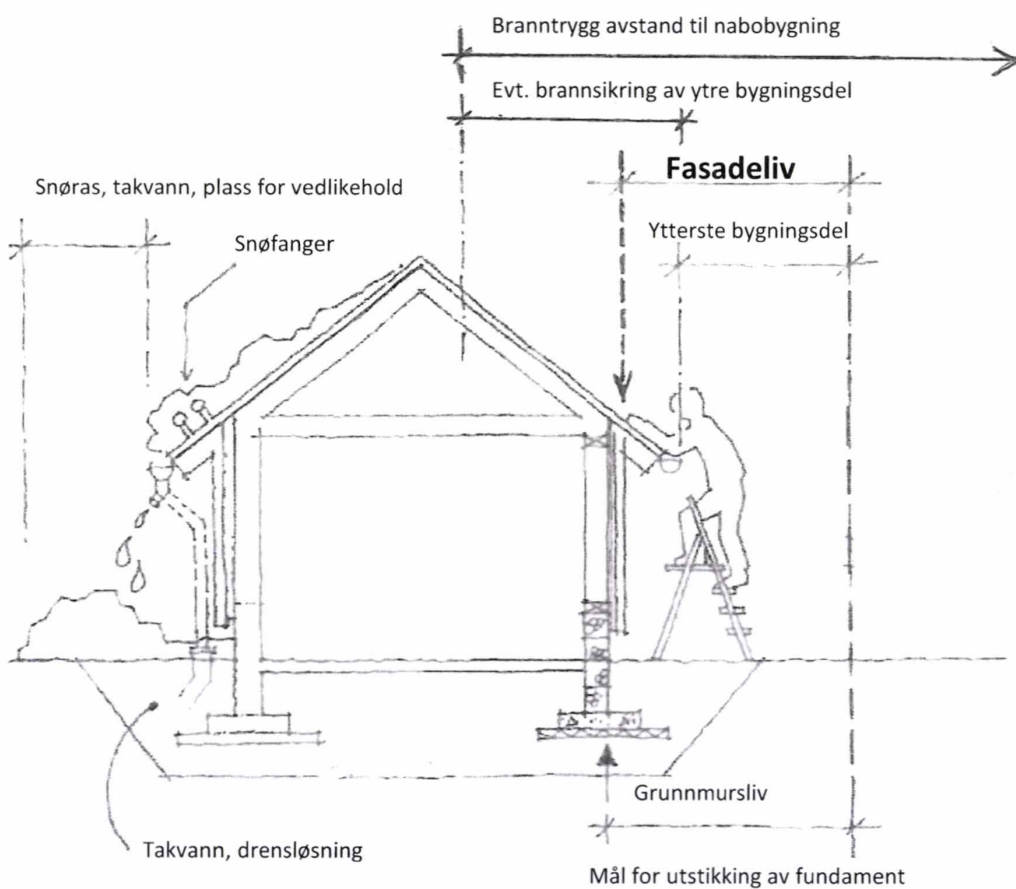 Branntrygg avstand til nabobygning
Evt. brannsikring av ytre bygningsdel
Fasadeliv
Snøras, takvann, plass for vedlikehold
Ytterste bygningsdel
Snøfanger
Grunnmursliv
Takvann, drensløsning
Mål for utstikking av fundament